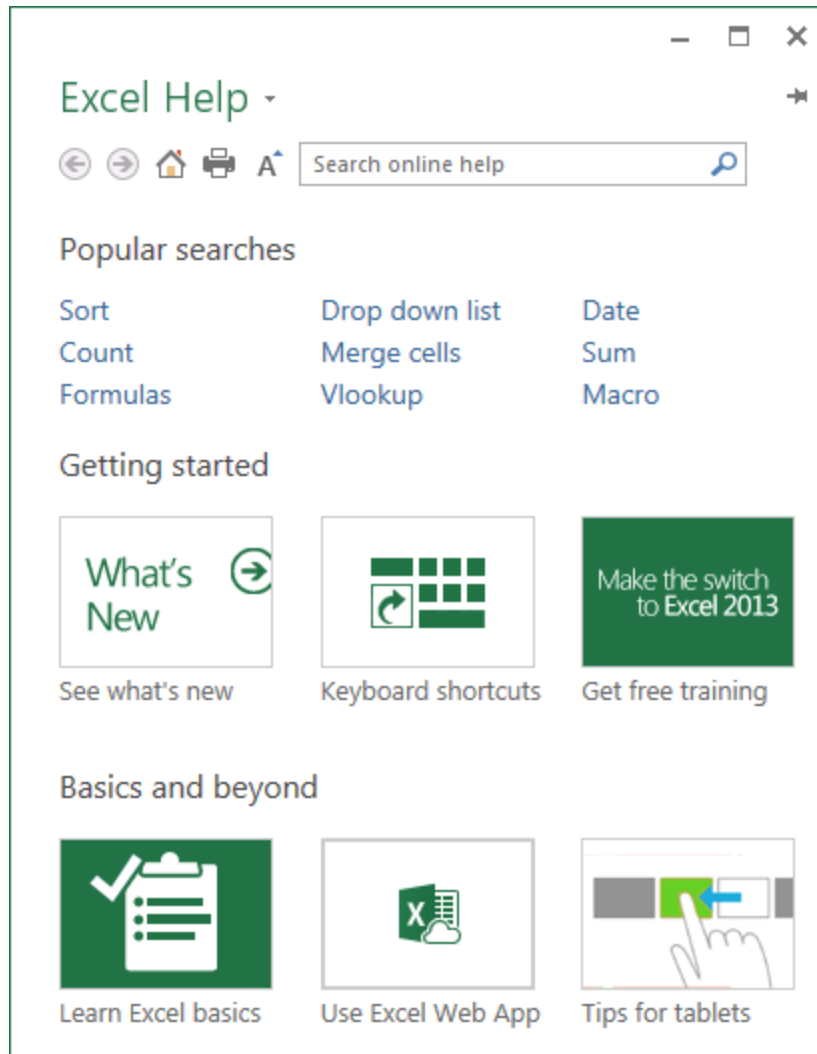 Excel Help
A
Search online help
Popular searches
Sort Drop down list Date
Count Merge cells Sum
Formulas Vlookup Macro
Getting started
What's
New
Make the switch
to Excel 2013
See what's new Keyboard shortcuts Get free training
Basics and beyond
X
Learn Excel basics Use Excel Web App Tips for tablets